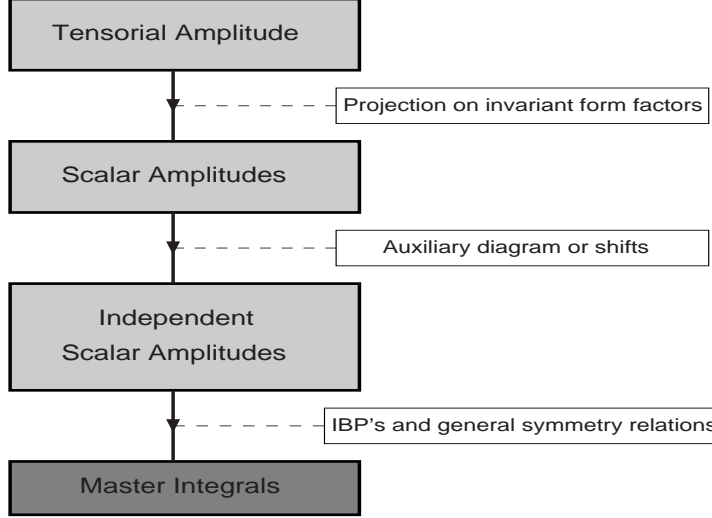 Tensorial Amplitude
Projection on invariant form factors
Scalar Amplitudes
Auxiliary diagram or shifts
Independent
Scalar Amplitudes
IBP's and general symmetry relations
Master Integrals